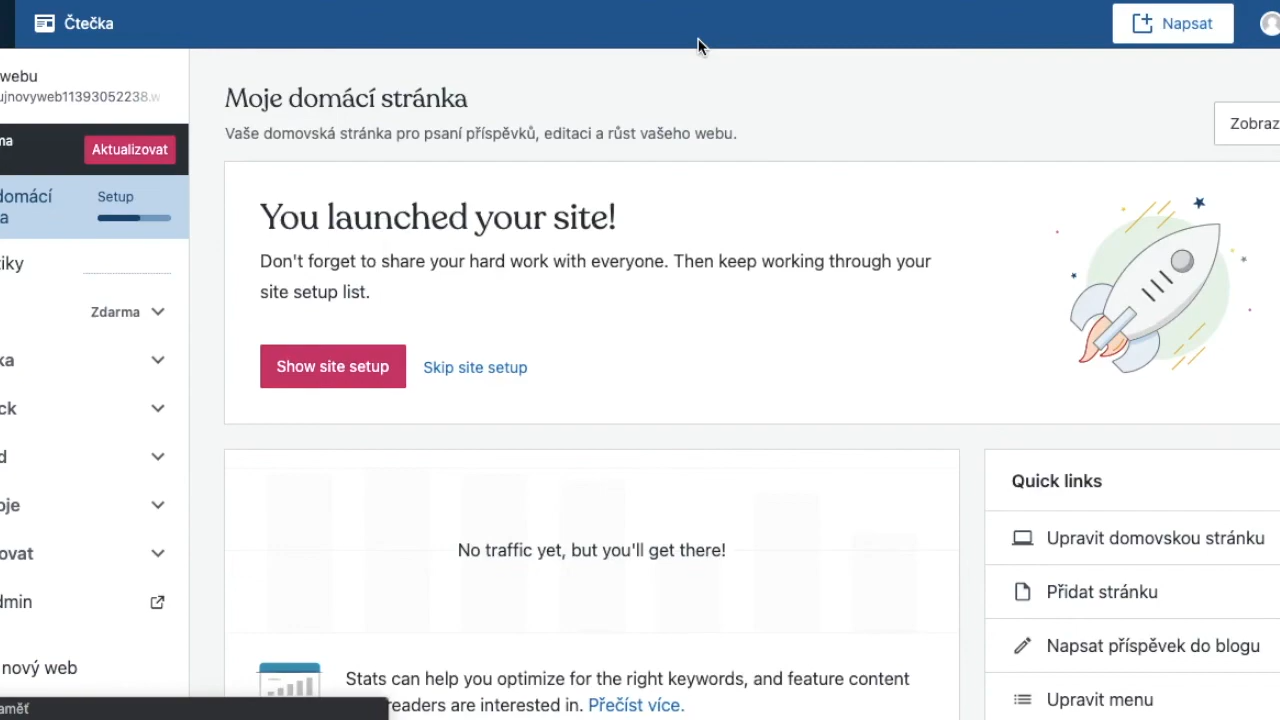 Čtečka
Napsat
webu
ujnovyweb11393052238.w
ma
Aktualizovat
domácí
a
Setup
iky
Zdarma
ka
ck
d
oje
ovat
dmin
nový web
aměť
Moje domácí stránka
Vaše domovská stránka pro psaní příspěvků, editaci a růst vašeho webu.
Zobraz
You launched your site!
Don't forget to share your hard work with everyone. Then keep working through your
site setup list.
Show site setup
Skip site setup
No traffic yet, but you'll get there!
Stats can help you optimize for the right keywords, and feature content
readers are interested in. Přečíst více.
Quick links
Upravit domovskou stránku
Přidat stránku
Napsat příspěvek do blogu
Upravit menu